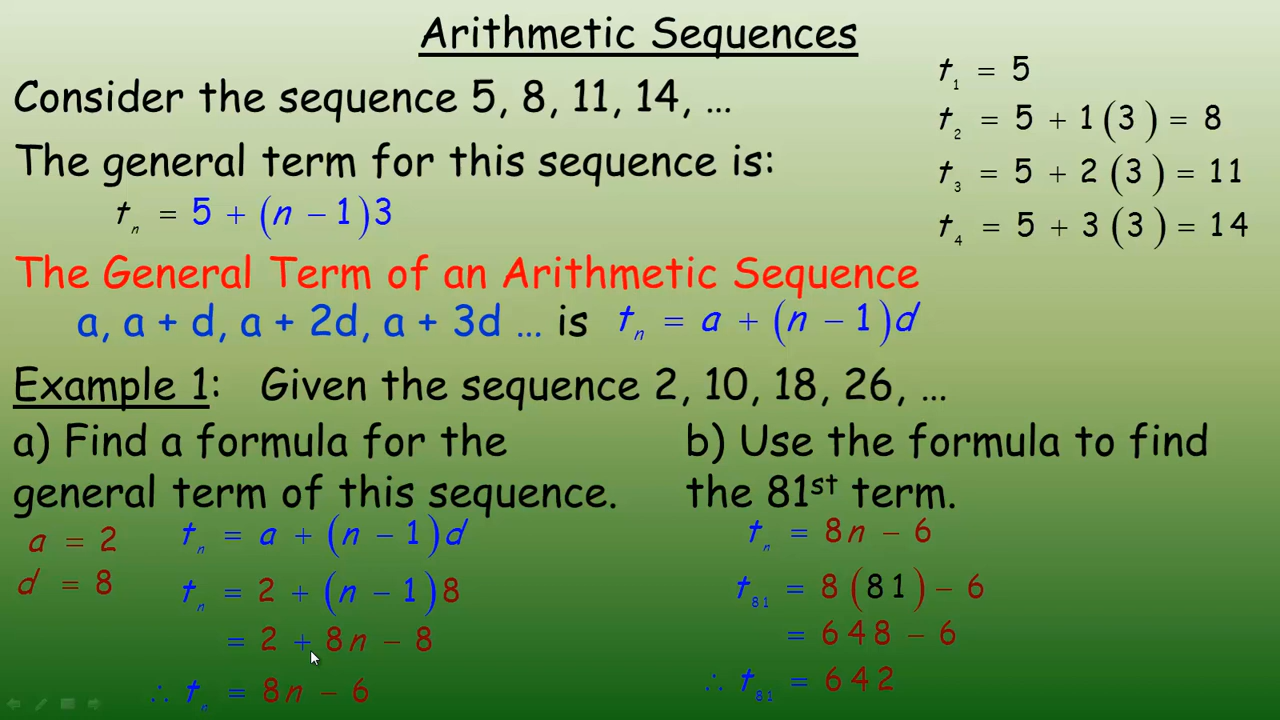 Arithmetic Sequences
Consider the sequence 5, 8, 11, 14, …
The general term for this sequence is:
tₙ = 5 + (n − 1)3
t₁ = 5
t₂ = 5 + 1(3) = 8
t₃ = 5 + 2(3) = 11
t₄ = 5 + 3(3) = 14
The General Term of an Arithmetic Sequence
a, a + d, a + 2d, a + 3d … is tₙ = a + (n − 1)d
Example 1: Given the sequence 2, 10, 18, 26, …
a) Find a formula for the
general term of this sequence.
a = 2
d = 8
tₙ = a + (n − 1)d
tₙ = 2 + (n − 1)8
= 2 + 8n − 8
∴ tₙ = 8n − 6
b) Use the formula to find
the 81st term.
tₙ = 8n − 6
t₈₁ = 8(81) − 6
= 648 − 6
∴ t₈₁ = 642